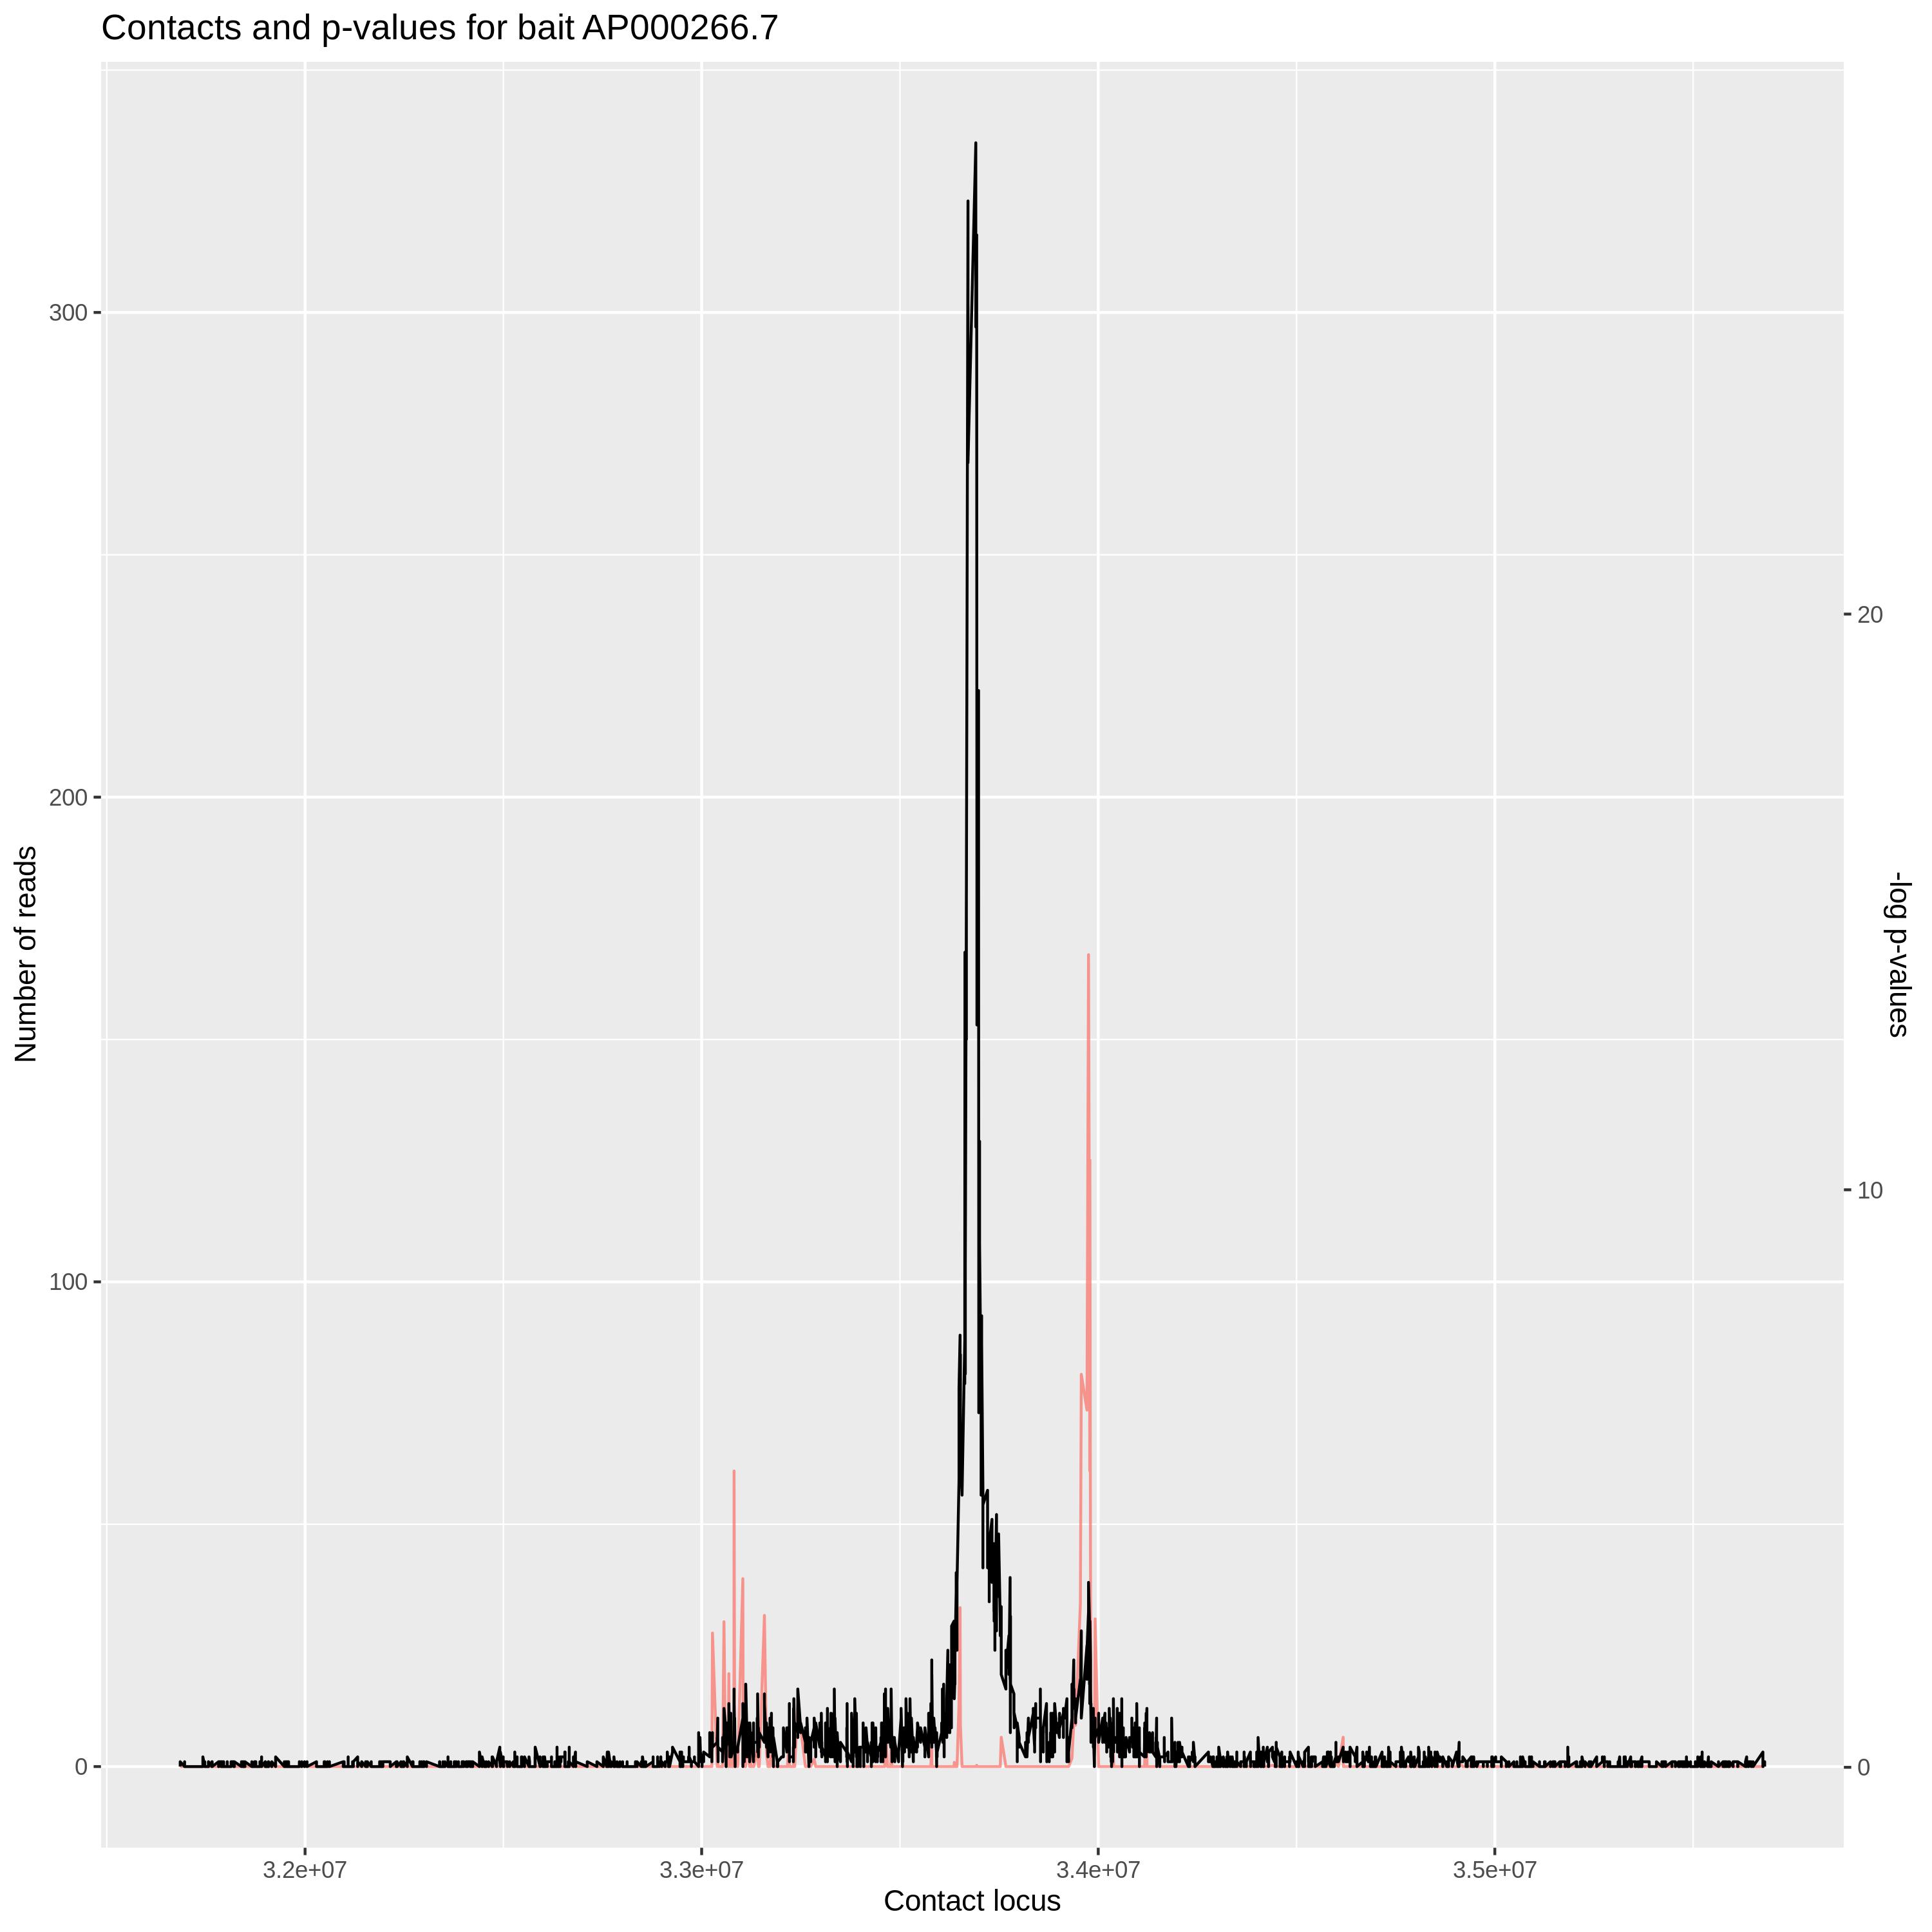 Contacts and p-values for bait AP000266.7
300
200
100
0
Number of reads
20
10
0
-log p-values
3.2e+07
3.3e+07
3.4e+07
3.5e+07
Contact locus